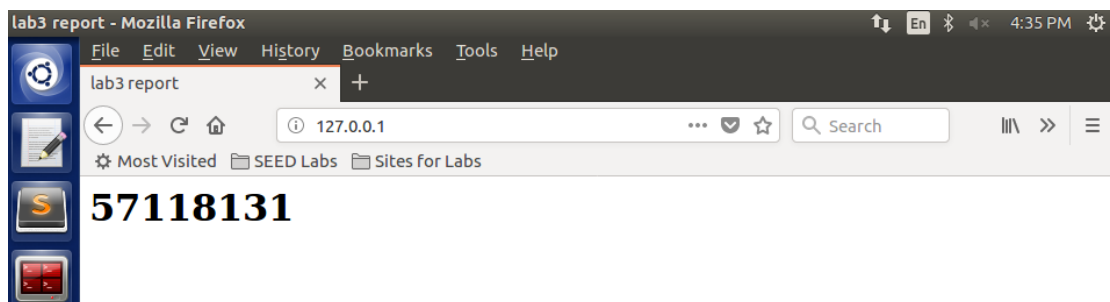 lab3 report - Mozilla Firefox En 4:35 PM
File Edit View History Bookmarks Tools Help
lab3 report × +
127.0.0.1 Search
Most Visited SEED Labs Sites for Labs
57118131
S